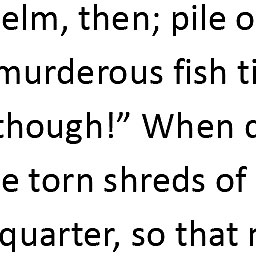 elm, then; pile o
murderous fish ti
though!” When
e torn shreds of
quarter, so that